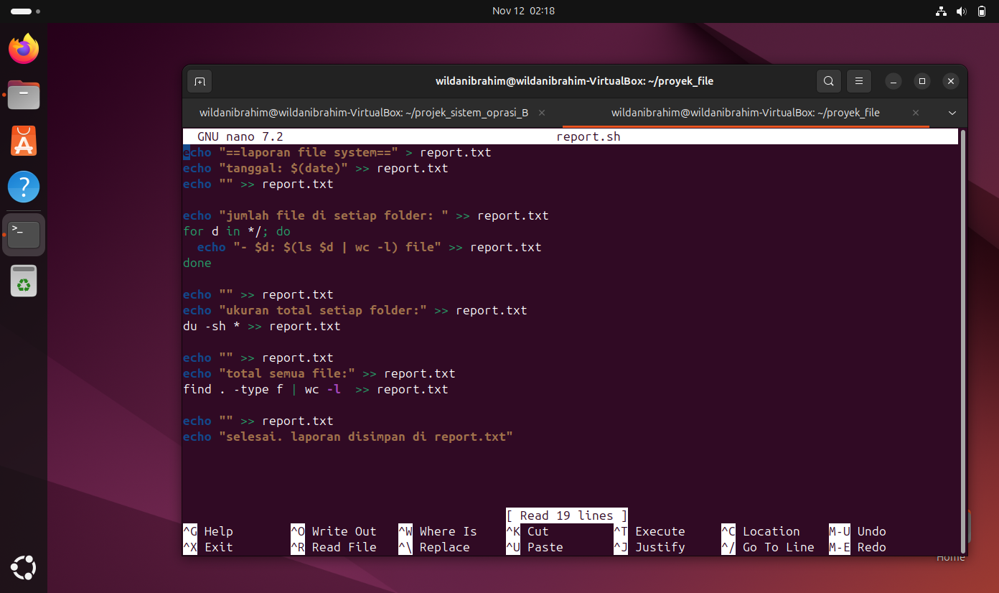 Nov 12 02:18
wildanibrahim@wildanibrahim-VirtualBox: ~/proyek_file
wildanibrahim@wildanibrahim-VirtualBox: ~/projek_sistem_oprasi_B
wildanibrahim@wildanibrahim-VirtualBox: ~/proyek_file
GNU nano 7.2 report.sh
echo "==laporan file system==" > report.txt
echo "tanggal: $(date)" >> report.txt
echo "" >> report.txt
echo "jumlah file di setiap folder: " >> report.txt
for d in */; do
  echo "- $d: $(ls $d | wc -l) file" >> report.txt
done
echo "" >> report.txt
echo "ukuran total setiap folder:" >> report.txt
du -sh * >> report.txt
echo "" >> report.txt
echo "total semua file:" >> report.txt
find . -type f | wc -l  >> report.txt
echo "" >> report.txt
echo "selesai. laporan disimpan di report.txt"
[ Read 19 lines ]
^G Help ^O Write Out ^W Where Is ^K Cut ^T Execute ^C Location M-U Undo
^X Exit ^R Read File ^\ Replace ^U Paste ^J Justify ^/ Go To Line M-E Redo
Home